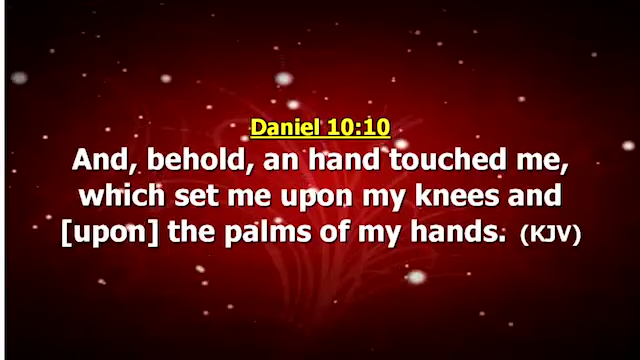 Daniel 10:10
And, behold, an hand touched me,
which set me upon my knees and
[upon] the palms of my hands. (KJV)